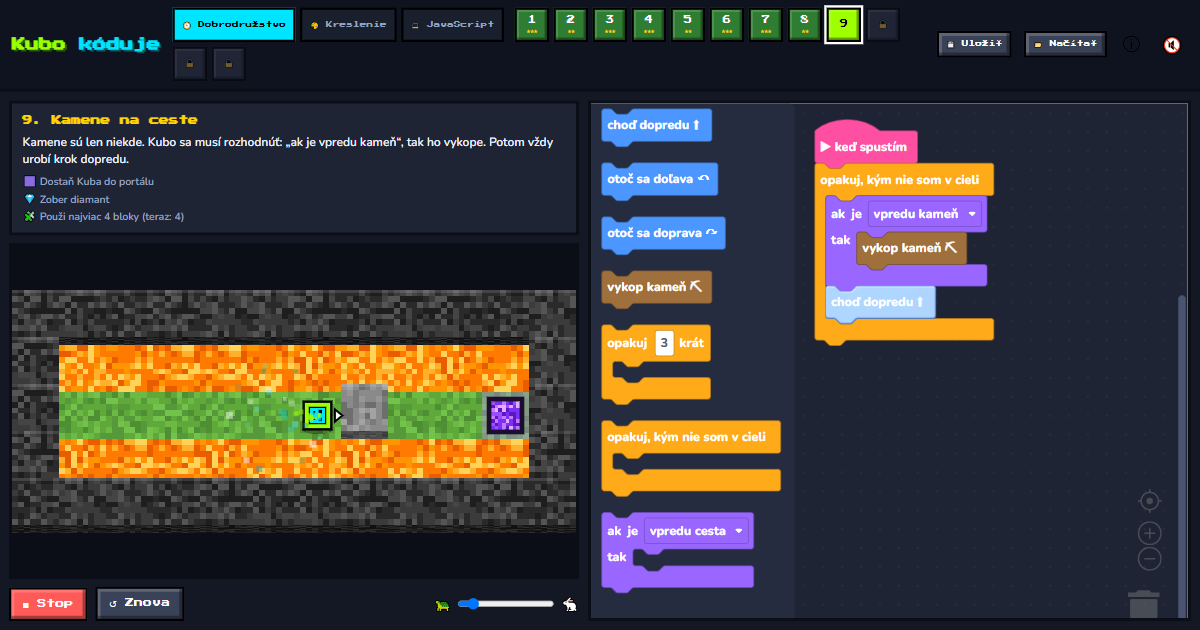 Kubo kóduje
Dobrodružstvo
Kreslenie
JavaScript
1 2 3 4 5 6 7 8 9
Uložiť
Načítať
9. Kamene na ceste
Kamene sú len niekde. Kubo sa musí rozhodnúť: „ak je vpredu kameň“, tak ho vykope. Potom vždy
urobí krok dopredu.
Dostaň Kuba do portálu
Zober diamant
Použi najviac 4 bloky (teraz: 4)
Stop
Znova
choď dopredu
otoč sa doľava
otoč sa doprava
vykop kameň
opakuj 3 krát
opakuj, kým nie som v cieli
ak je vpredu cesta
tak
keď spustím
opakuj, kým nie som v cieli
ak je vpredu kameň
tak vykop kameň
choď dopredu